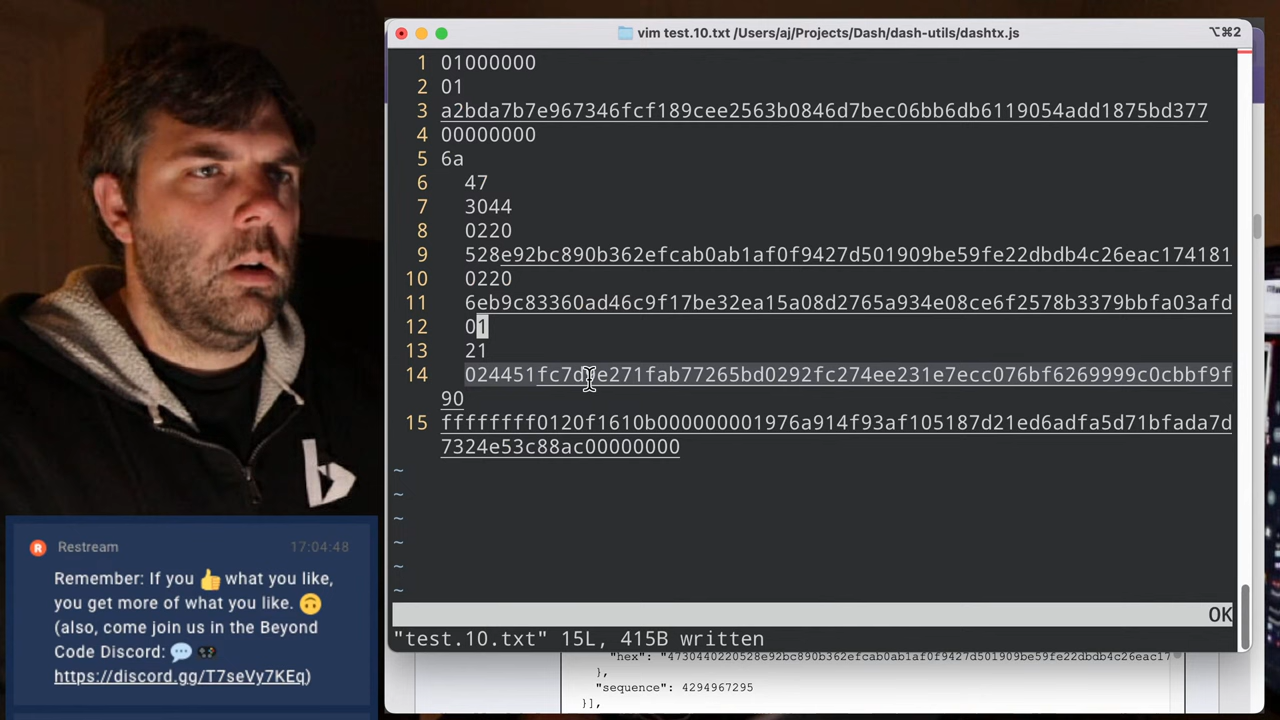 vim test.10.txt /Users/aj/Projects/Dash/dash-utils/dashtx.js
⌥⌘2
1 01000000
2 01
3 a2bda7b7e967346fcf189cee2563b0846d7bec06bb6db6119054add1875bd377
4 00000000
5 6a
6 47
7 3044
8 0220
9 528e92bc890b362efcab0ab1af0f9427d501909be59fe22dbdb4c26eac174181
10 0220
11 6eb9c83360ad46c9f17be32ea15a08d2765a934e08ce6f2578b3379bbfa03afd
12 01
13 21
14 024451fc7dfe271fab77265bd0292fc274ee231e7ecc076bf6269999c0cbbf9f
90
15 ffffffff0120f1610b000000001976a914f93af105187d21ed6adfa5d71bfada7d
7324e53c88ac00000000
~
~
~
~
~
~
OK
"test.10.txt" 15L, 415B written
"hex": "4730440220528e92bc890b362efcab0ab1af0f9427d501909be59fe22dbdb4c26eac17
},
"sequence": 4294967295
}],
R Restream 17:04:48
Remember: If you 👍 what you like,
you get more of what you like. 🙃
(also, come join us in the Beyond
Code Discord: 💬 🎮
https://discord.gg/T7seVy7KEq)